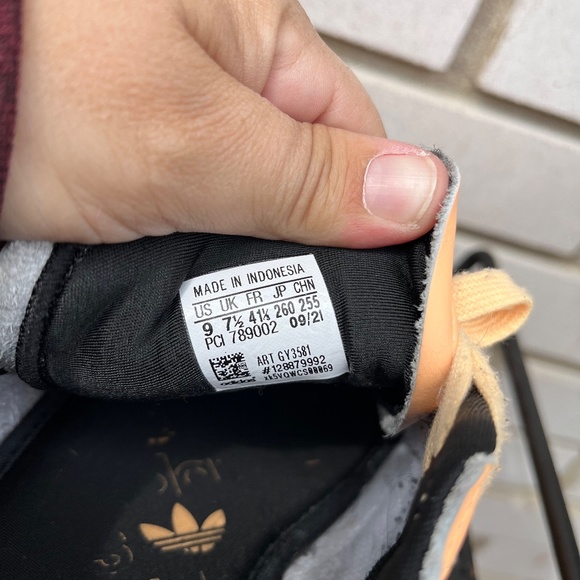 MADE IN INDONESIA
US UK FR JP CHN
9 7½ 41⅓ 260 255
PCI 789002 09/21
ART GY3581
#128879992
adidas